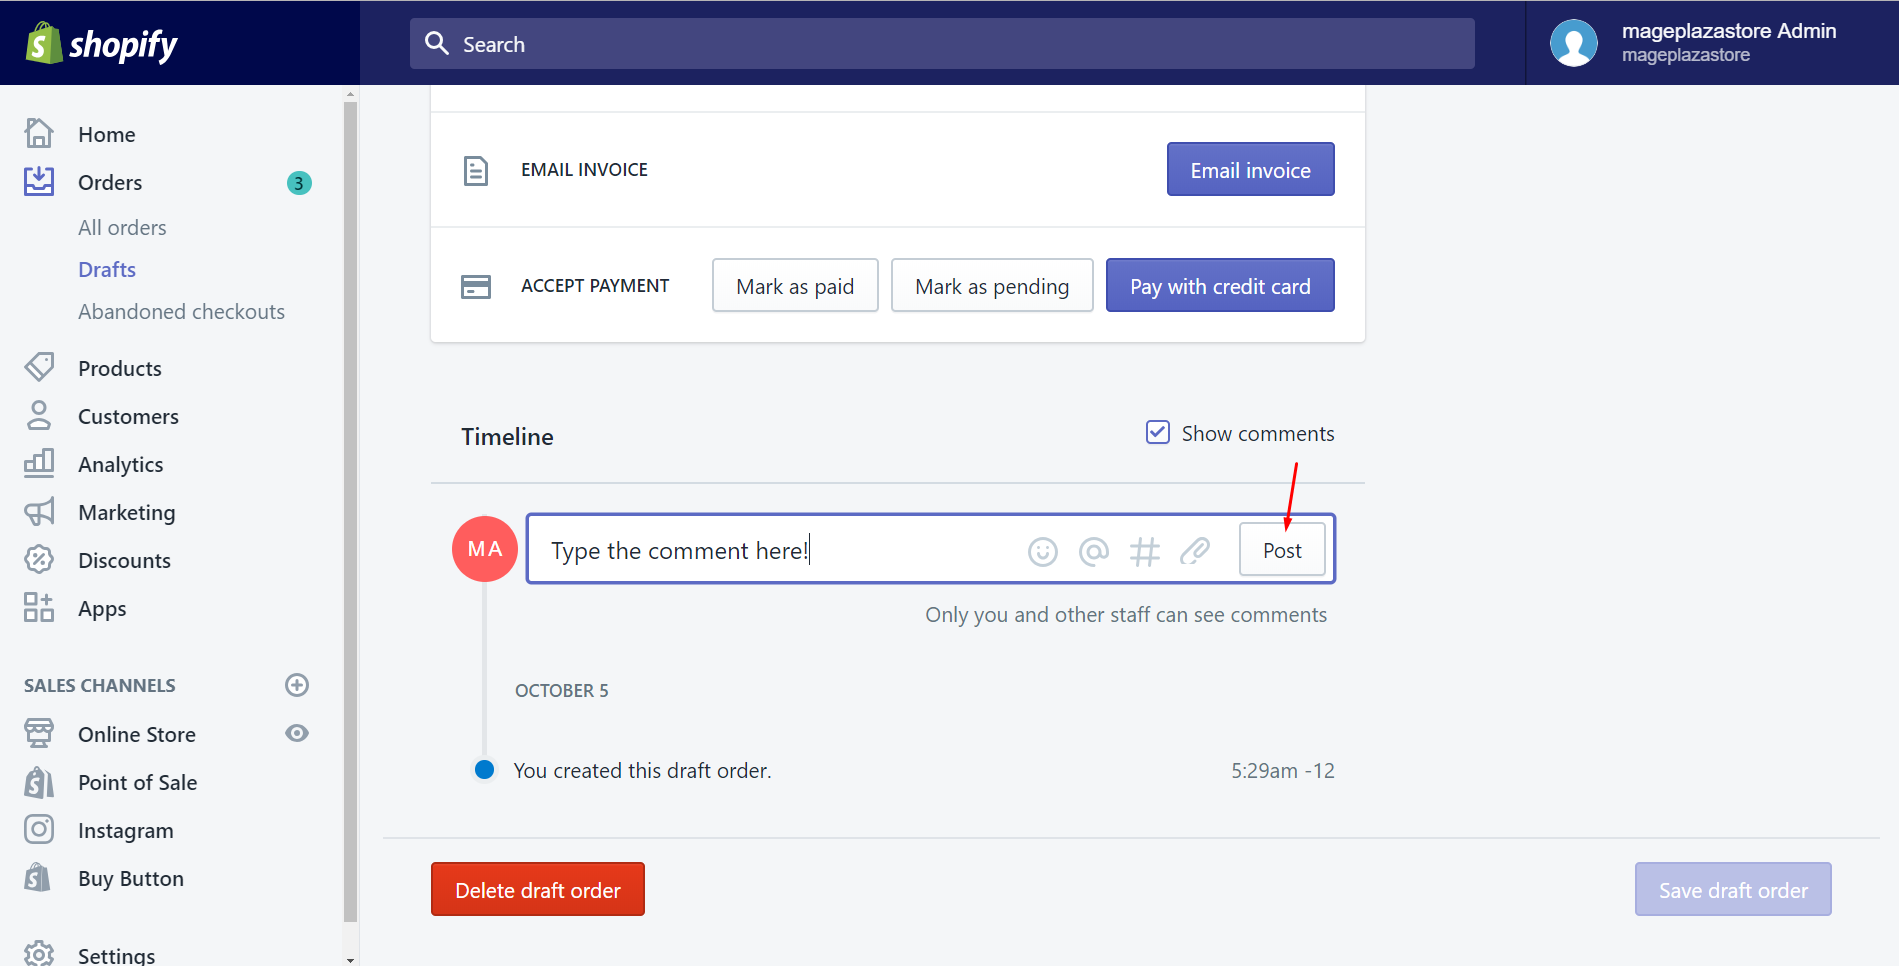 shopify
Search
mageplazastore Admin
mageplazastore
Home
Orders 3
All orders
Drafts
Abandoned checkouts
Products
Customers
Analytics
Marketing
Discounts
Apps
SALES CHANNELS
Online Store
Point of Sale
Instagram
Buy Button
Settings
EMAIL INVOICE Email invoice
ACCEPT PAYMENT Mark as paid Mark as pending Pay with credit card
Timeline Show comments
MA Type the comment here! Post
Only you and other staff can see comments
OCTOBER 5
You created this draft order. 5:29am -12
Delete draft order Save draft order